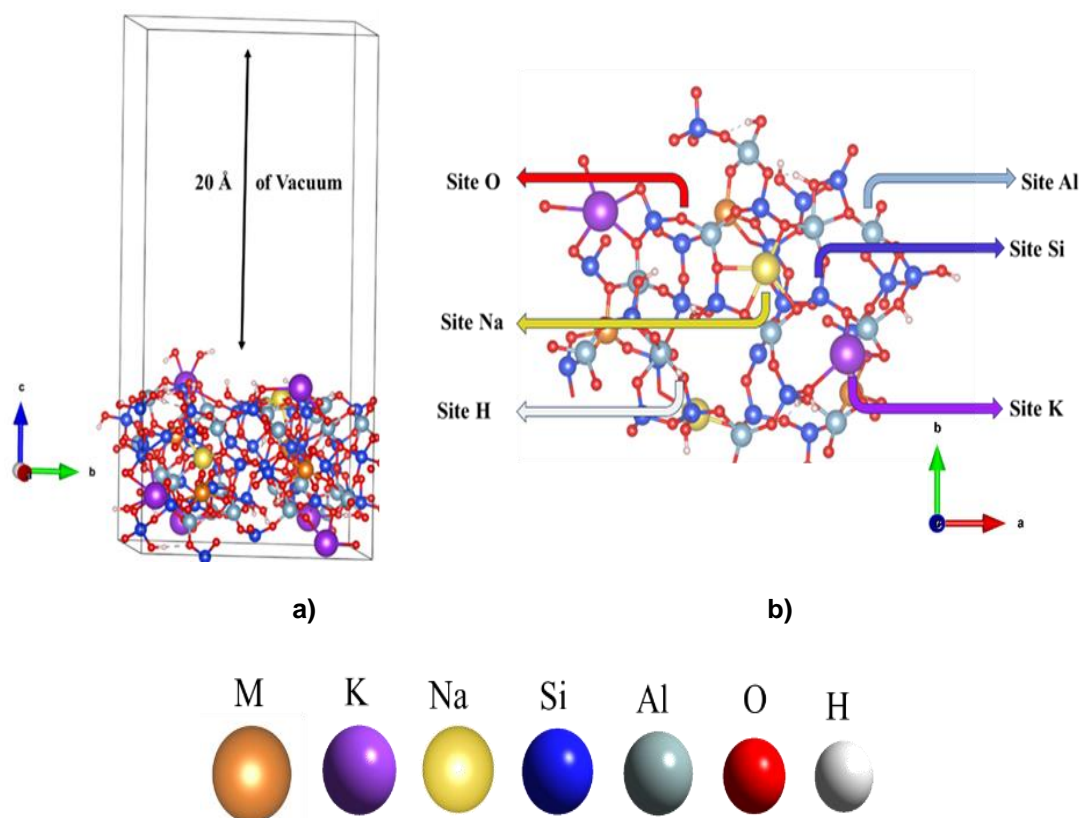 20 Å of Vacuum
c
b
a)
Site O
Site Al
Site Si
Site Na
Site H
Site K
b
a
b)
M K Na Si Al O H